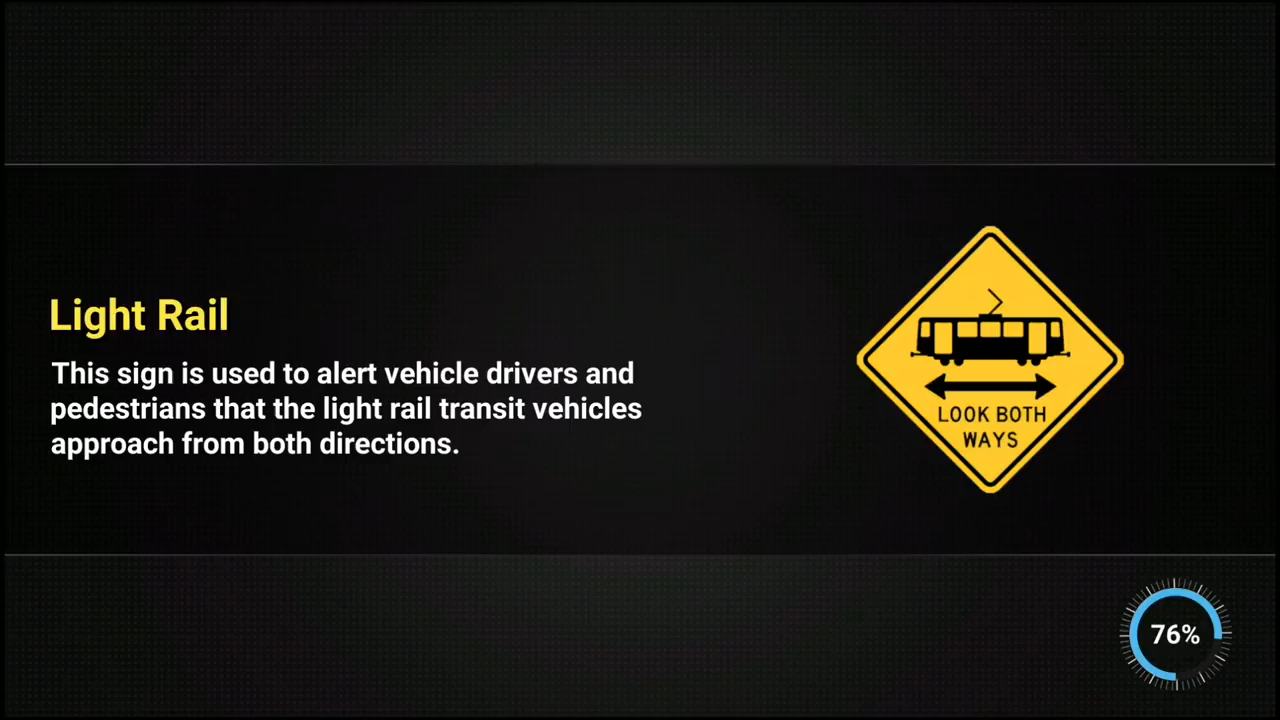 Light Rail
This sign is used to alert vehicle drivers and
pedestrians that the light rail transit vehicles
approach from both directions.
LOOK BOTH
WAYS
76%